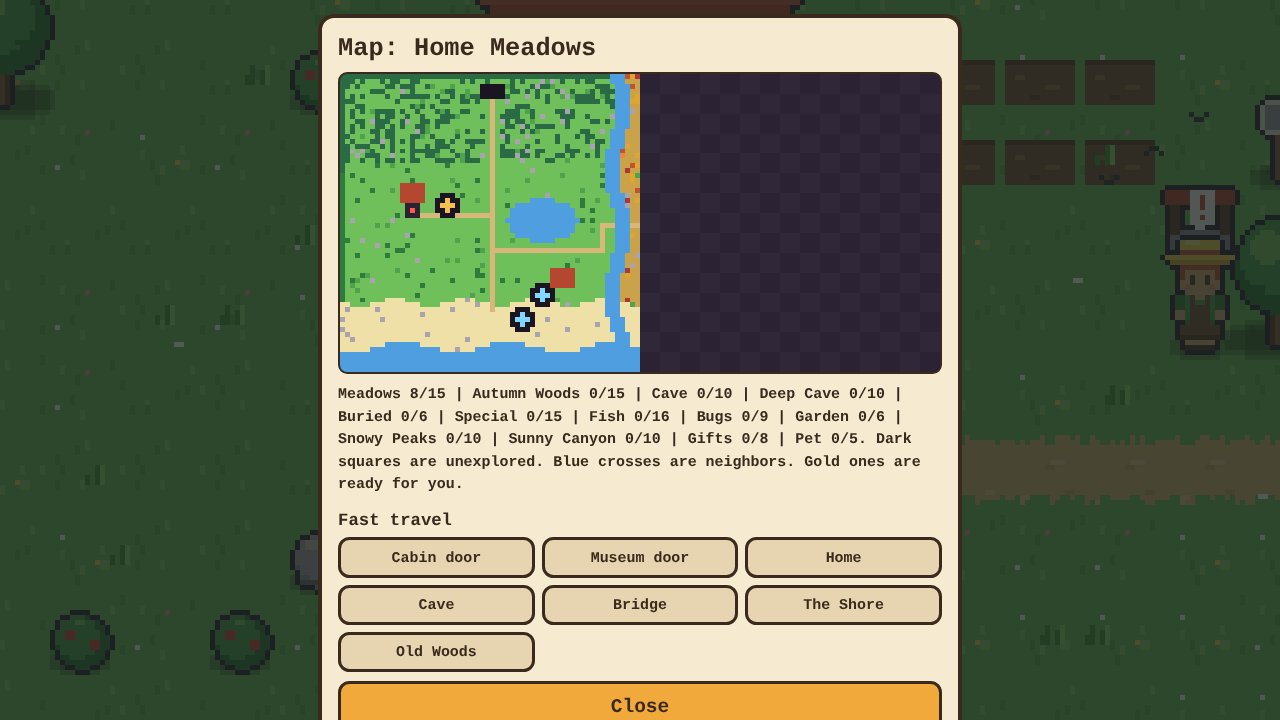 Map: Home Meadows
Meadows 8/15 | Autumn Woods 0/15 | Cave 0/10 | Deep Cave 0/10 |
Buried 0/6 | Special 0/15 | Fish 0/16 | Bugs 0/9 | Garden 0/6 |
Snowy Peaks 0/10 | Sunny Canyon 0/10 | Gifts 0/8 | Pet 0/5. Dark
squares are unexplored. Blue crosses are neighbors. Gold ones are
ready for you.
Fast travel
Cabin door
Museum door
Home
Cave
Bridge
The Shore
Old Woods
Close